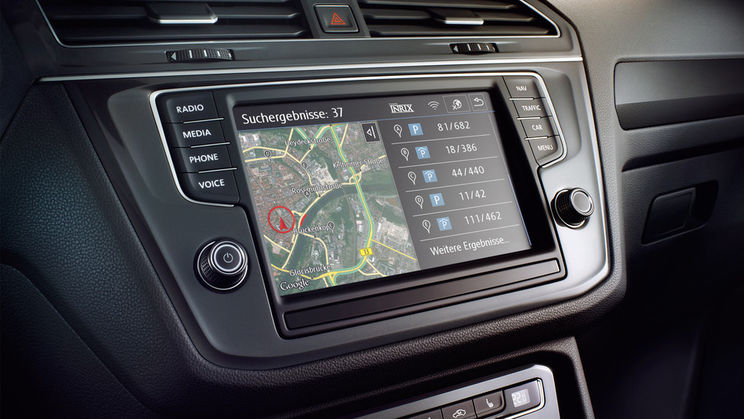 RADIO
MEDIA
PHONE
VOICE
Suchergebnisse: 37
INRIX
Google
P 81/682
P 18/386
P 44/440
P 11/42
P 111/462
Weitere Ergebnisse...
NAV
TRAFFIC
CAR
MENU